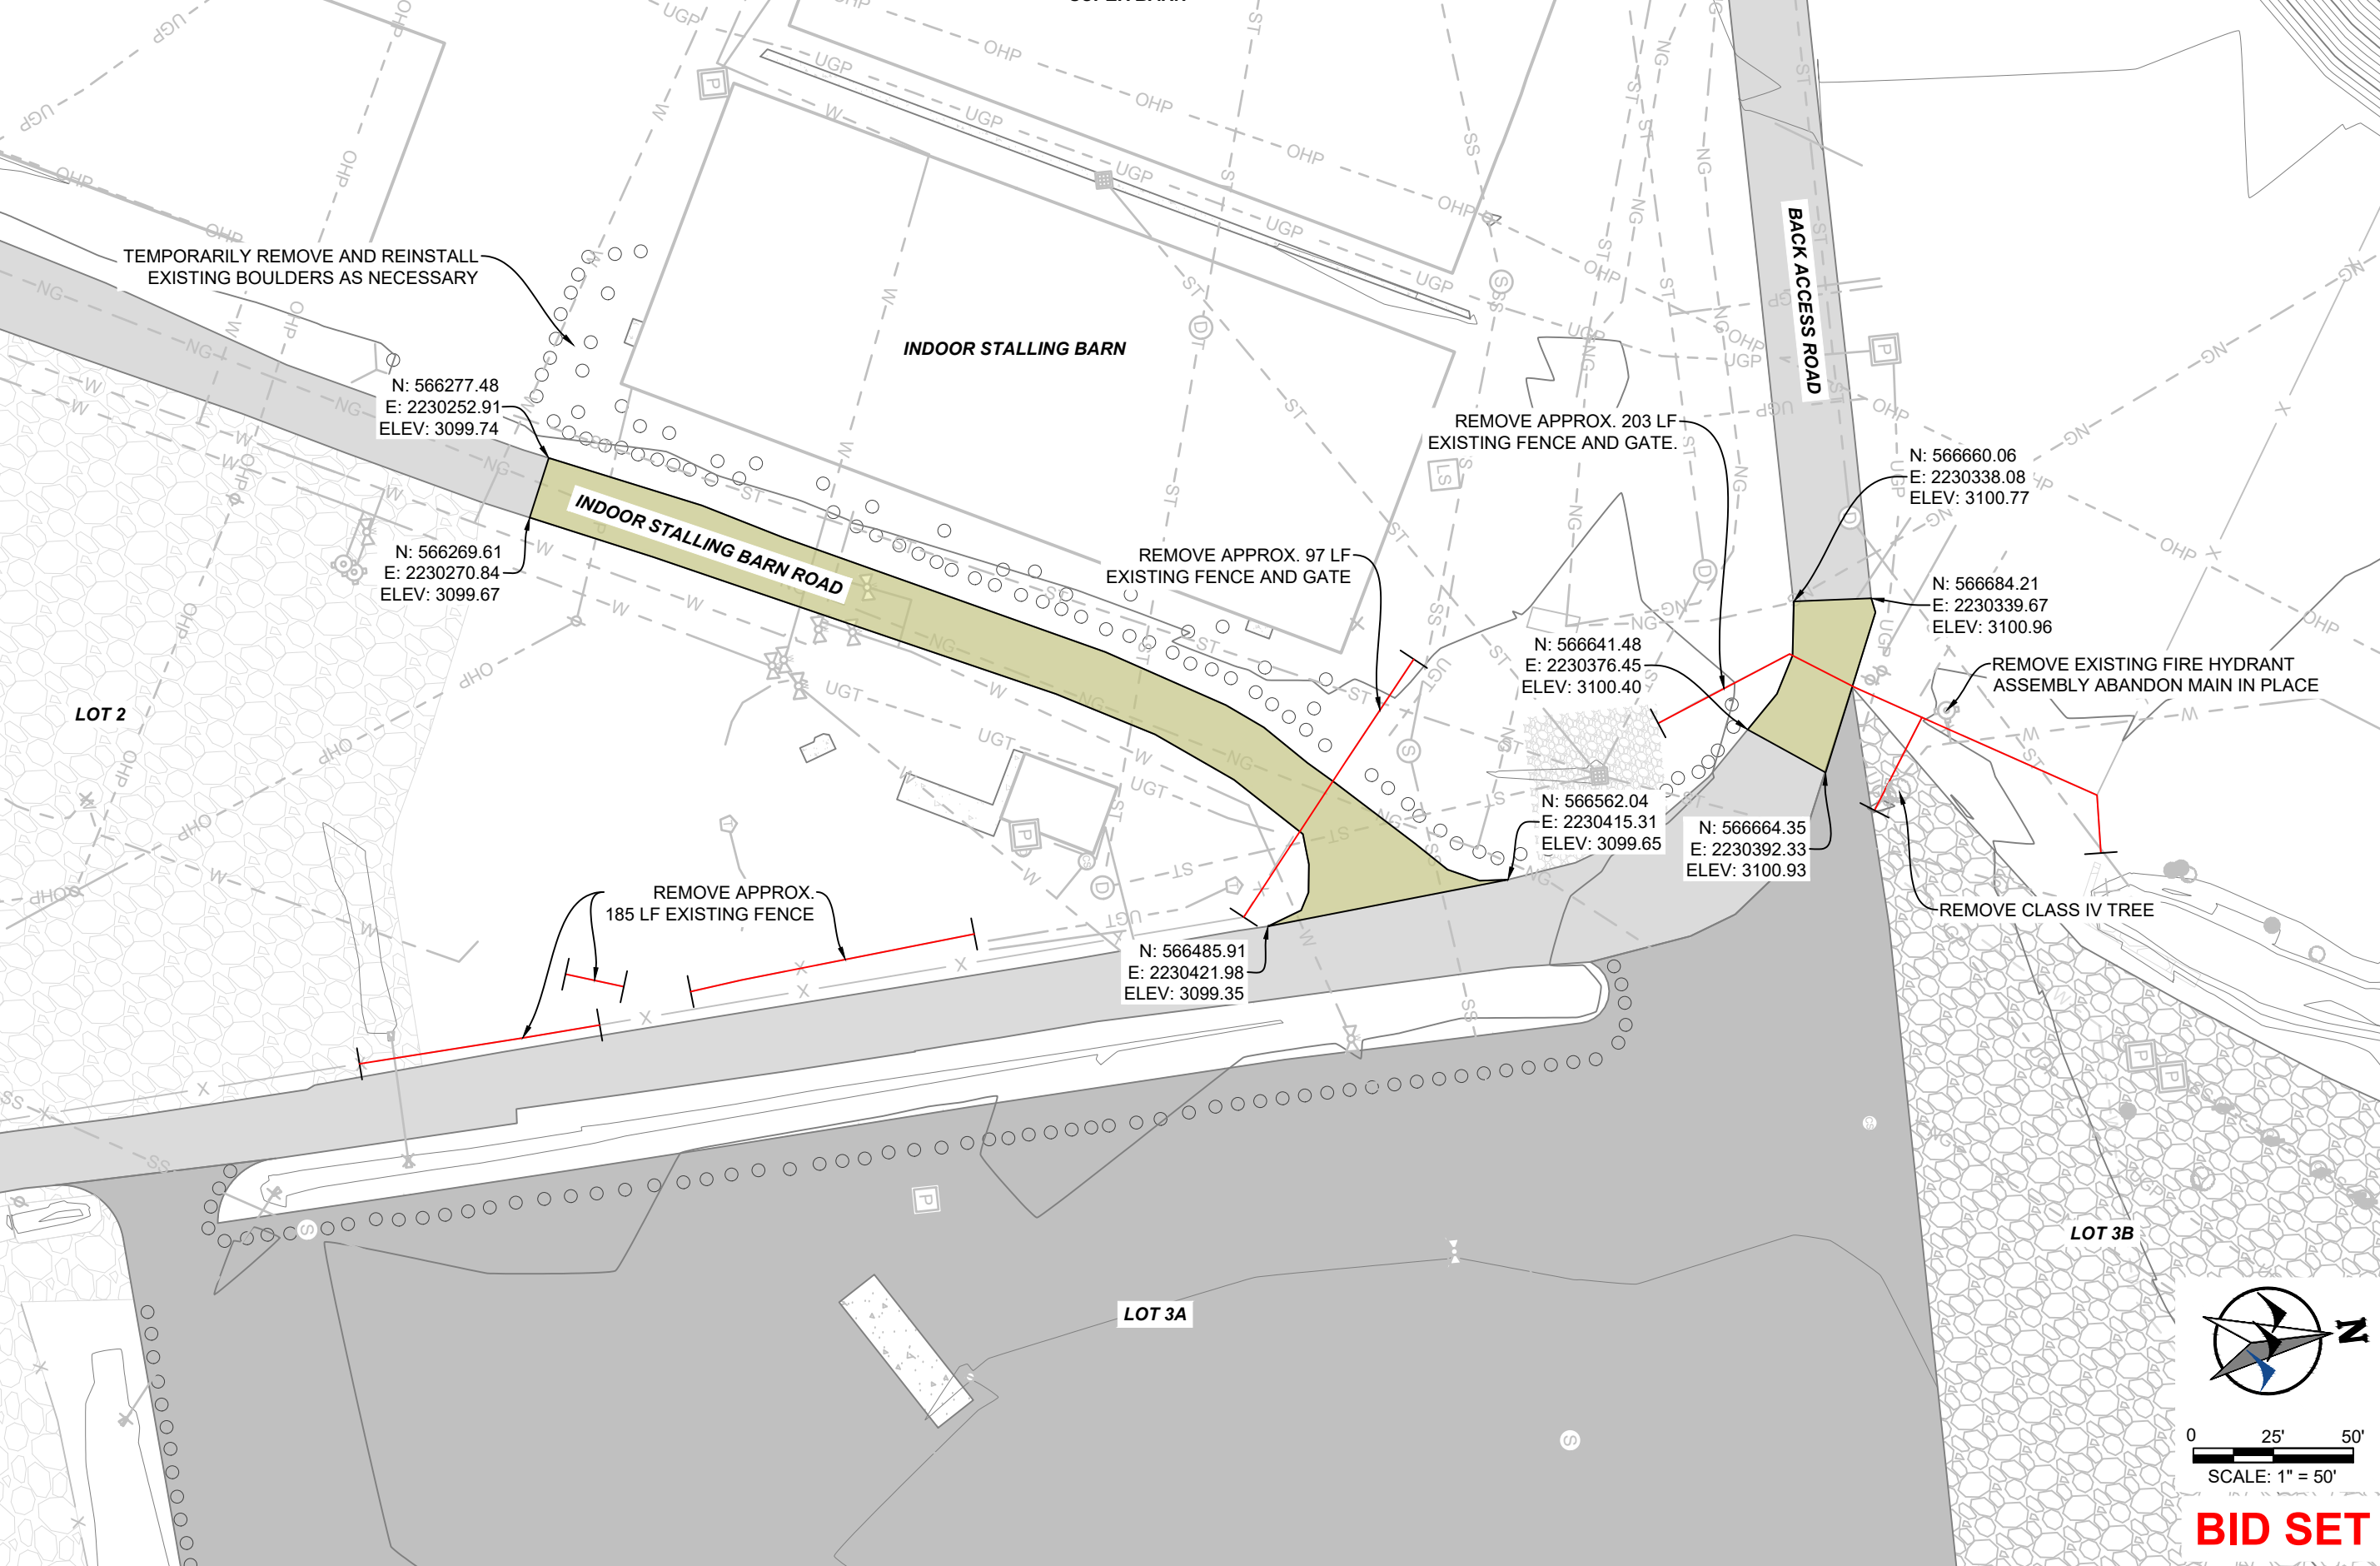 TEMPORARILY REMOVE AND REINSTALL
EXISTING BOULDERS AS NECESSARY
INDOOR STALLING BARN
BACK ACCESS ROAD
N: 566277.48
E: 2230252.91
ELEV: 3099.74
REMOVE APPROX. 203 LF
EXISTING FENCE AND GATE.
N: 566660.06
E: 2230338.08
ELEV: 3100.77
INDOOR STALLING BARN ROAD
N: 566269.61
E: 2230270.84
ELEV: 3099.67
REMOVE APPROX. 97 LF
EXISTING FENCE AND GATE
N: 566684.21
E: 2230339.67
ELEV: 3100.96
N: 566641.48
E: 2230376.45
ELEV: 3100.40
REMOVE EXISTING FIRE HYDRANT
ASSEMBLY ABANDON MAIN IN PLACE
LOT 2
N: 566562.04
E: 2230415.31
ELEV: 3099.65
N: 566664.35
E: 2230392.33
ELEV: 3100.93
REMOVE APPROX.
185 LF EXISTING FENCE
REMOVE CLASS IV TREE
N: 566485.91
E: 2230421.98
ELEV: 3099.35
LOT 3B
LOT 3A
N
0 25' 50'
SCALE: 1" = 50'
BID SET